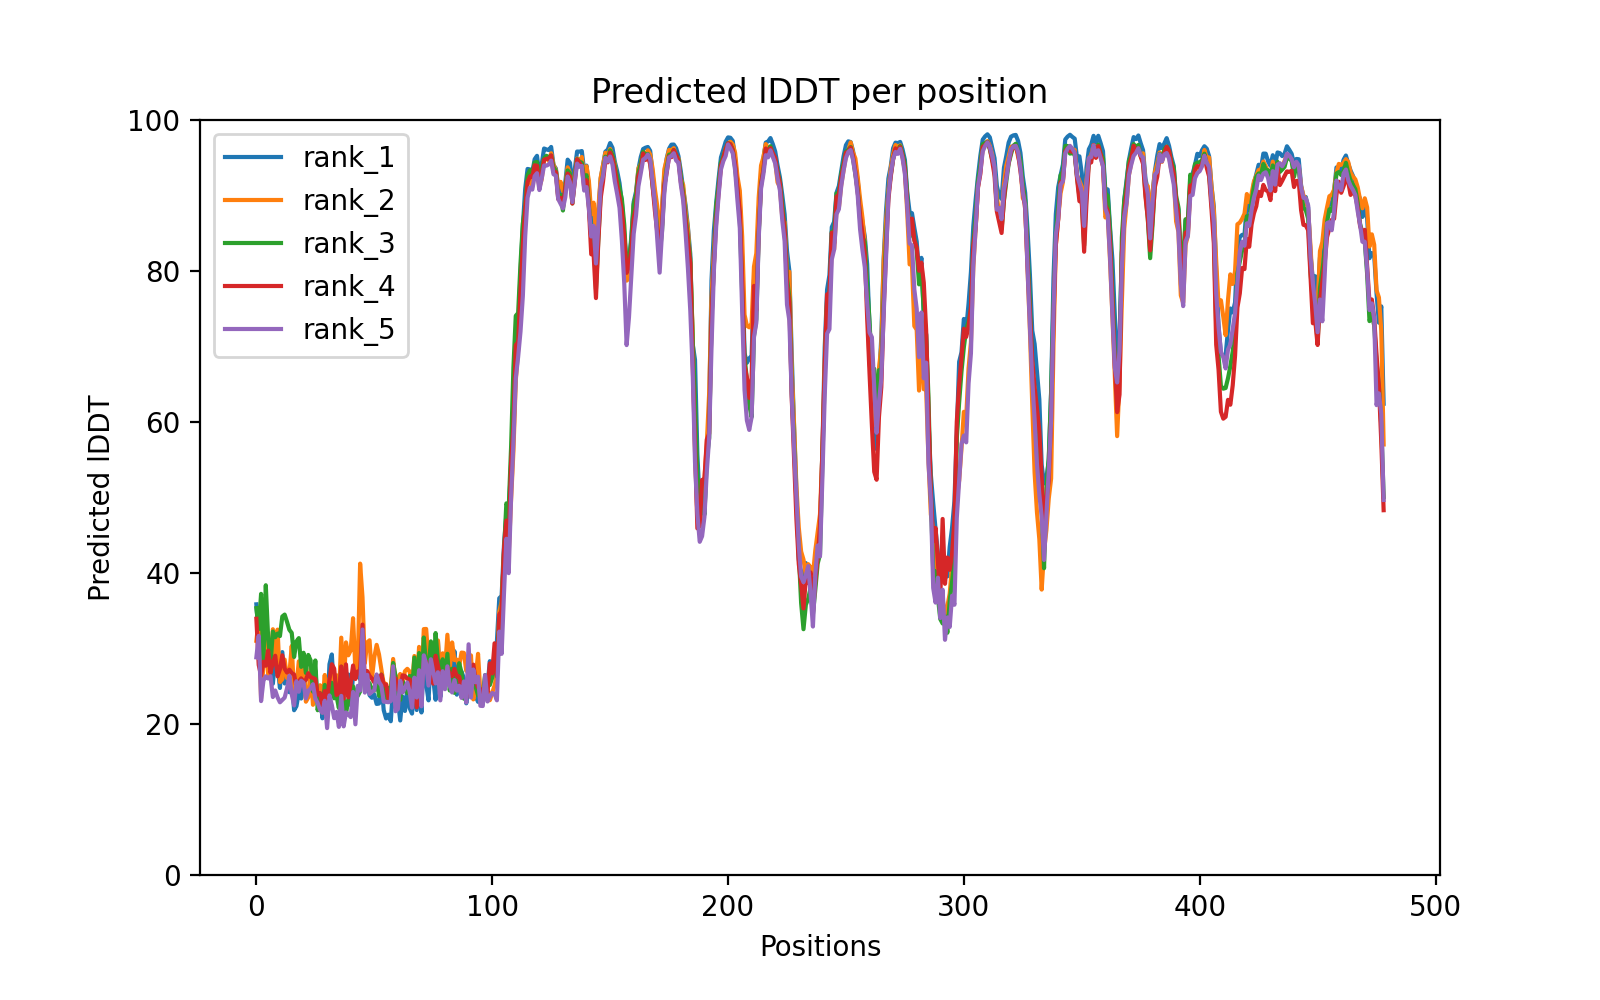 Predicted lDDT per position
100
80
60
40
20
0
Predicted lDDT
rank_1
rank_2
rank_3
rank_4
rank_5
0 100 200 300 400 500
Positions